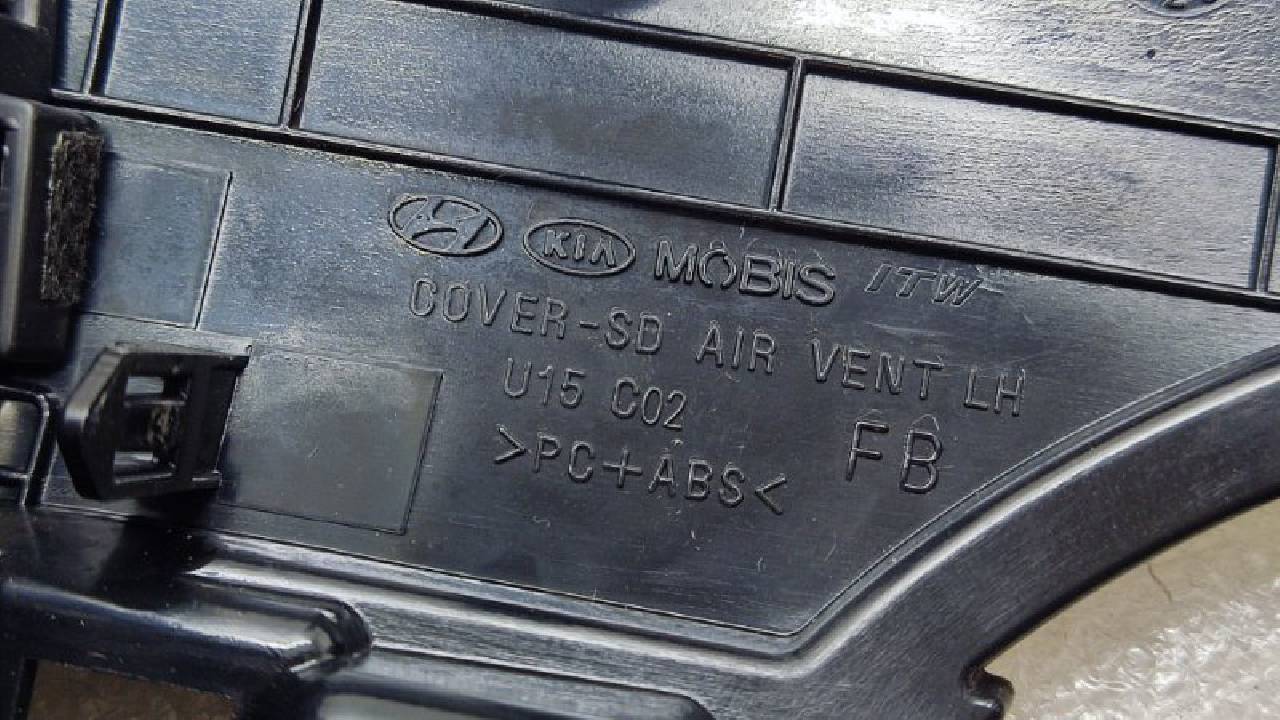 KIA MOBIS ITW
COVER-SD AIR VENT LH
U15 C02
>PC+ABS< FB